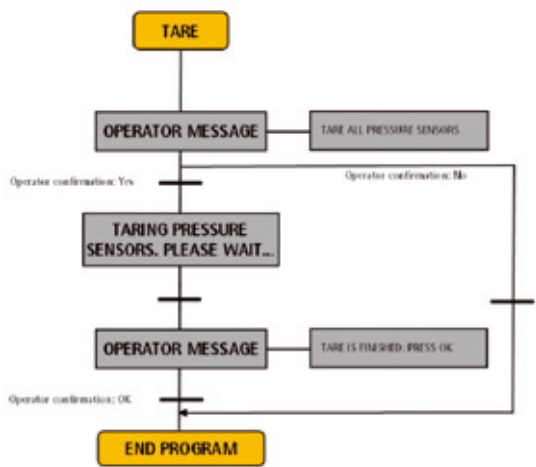 TARE
OPERATOR MESSAGE
TARE ALL PRESSURE SENSORS
Operator confirmation: Yes
Operator confirmation: No
TARING PRESSURE
SENSORS. PLEASE WAIT...
OPERATOR MESSAGE
TARE IS FINISHED: PRESS OK
Operator confirmation: OK
END PROGRAM